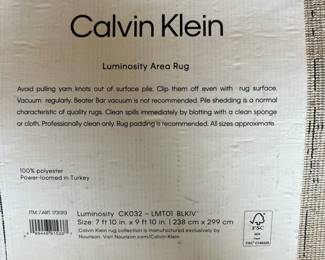 Calvin Klein
Luminosity Area Rug
Avoid pulling yarn knots out of surface pile. Clip them off even with rug surface.
Vacuum regularly. Beater Bar vacuum is not recommended. Pile shedding is a normal
characteristic of quality rugs. Clean spills immediately by blotting with a clean sponge
or cloth. Professionally clean only. Rug padding is recommended. All sizes approximate.
100% polyester
Power-loomed in Turkey
ITM./ART. 1731313
Luminosity CK032 - LMT01 BLKIV
Size: 7 ft 10 in. x 9 ft 10 in. | 238 cm x 299 cm
Calvin Klein rug collection is manufactured exclusively by
Nourison. Visit Nourison.com/CalvinKlein.
FSC